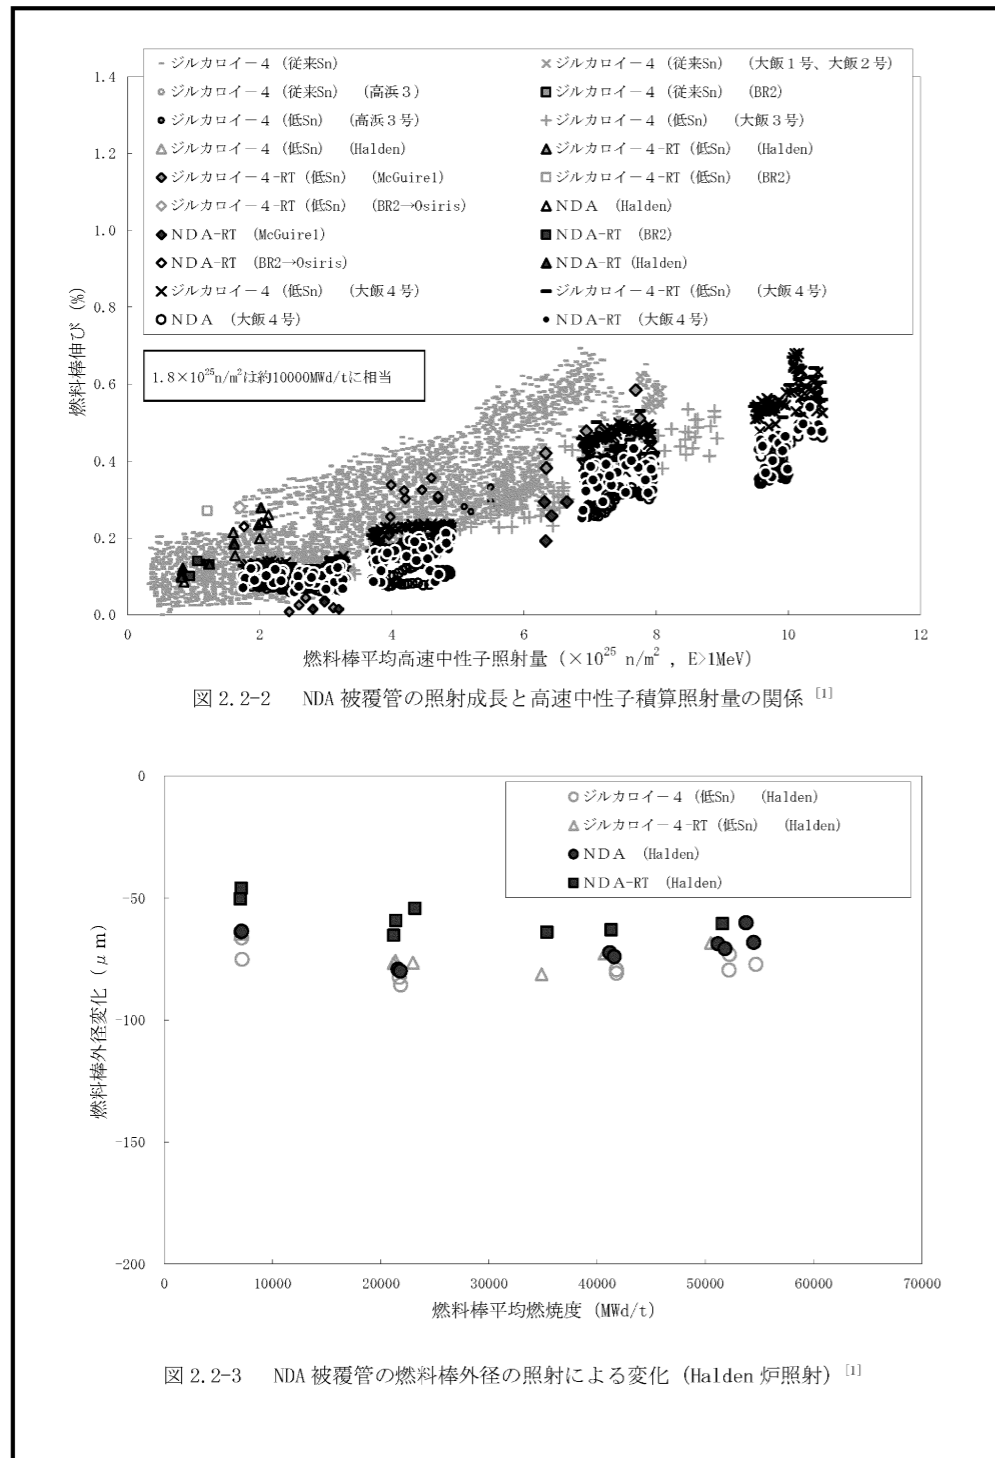 ジルカロイ－４ (従来Sn)
ジルカロイ－４ (従来Sn) (大飯１号、大飯２号)
ジルカロイ－４ (従来Sn) (高浜３)
ジルカロイ－４ (従来Sn) (BR2)
ジルカロイ－４ (低Sn) (高浜３号)
ジルカロイ－４ (低Sn) (大飯３号)
ジルカロイ－４ (低Sn) (Halden)
ジルカロイ－４-RT (低Sn) (Halden)
ジルカロイ－４-RT (低Sn) (McGuire1)
ジルカロイ－４-RT (低Sn) (BR2)
ジルカロイ－４-RT (低Sn) (BR2→Osiris)
ＮＤＡ (Halden)
ＮＤＡ-RT (McGuire1)
ＮＤＡ-RT (BR2)
ＮＤＡ-RT (BR2→Osiris)
ＮＤＡ-RT (Halden)
ジルカロイ－４ (低Sn) (大飯４号)
ジルカロイ－４-RT (低Sn) (大飯４号)
ＮＤＡ (大飯４号)
ＮＤＡ-RT (大飯４号)
1.8×10²⁵n/m²は約10000MWd/tに相当
燃料棒伸び (%)
1.4
1.2
1.0
0.8
0.6
0.4
0.2
0.0
0 2 4 6 8 10 12
燃料棒平均高速中性子照射量 (×10²⁵ n/m² , E>1MeV)
図 2.2-2 NDA 被覆管の照射成長と高速中性子積算照射量の関係 [1]
ジルカロイ－４ (低Sn) (Halden)
ジルカロイ－４-RT (低Sn) (Halden)
ＮＤＡ (Halden)
ＮＤＡ-RT (Halden)
燃料棒外径変化 (μｍ)
0
-50
-100
-150
-200
0 10000 20000 30000 40000 50000 60000 70000
燃料棒平均燃焼度 (MWd/t)
図 2.2-3 NDA 被覆管の燃料棒外径の照射による変化 (Halden 炉照射) [1]